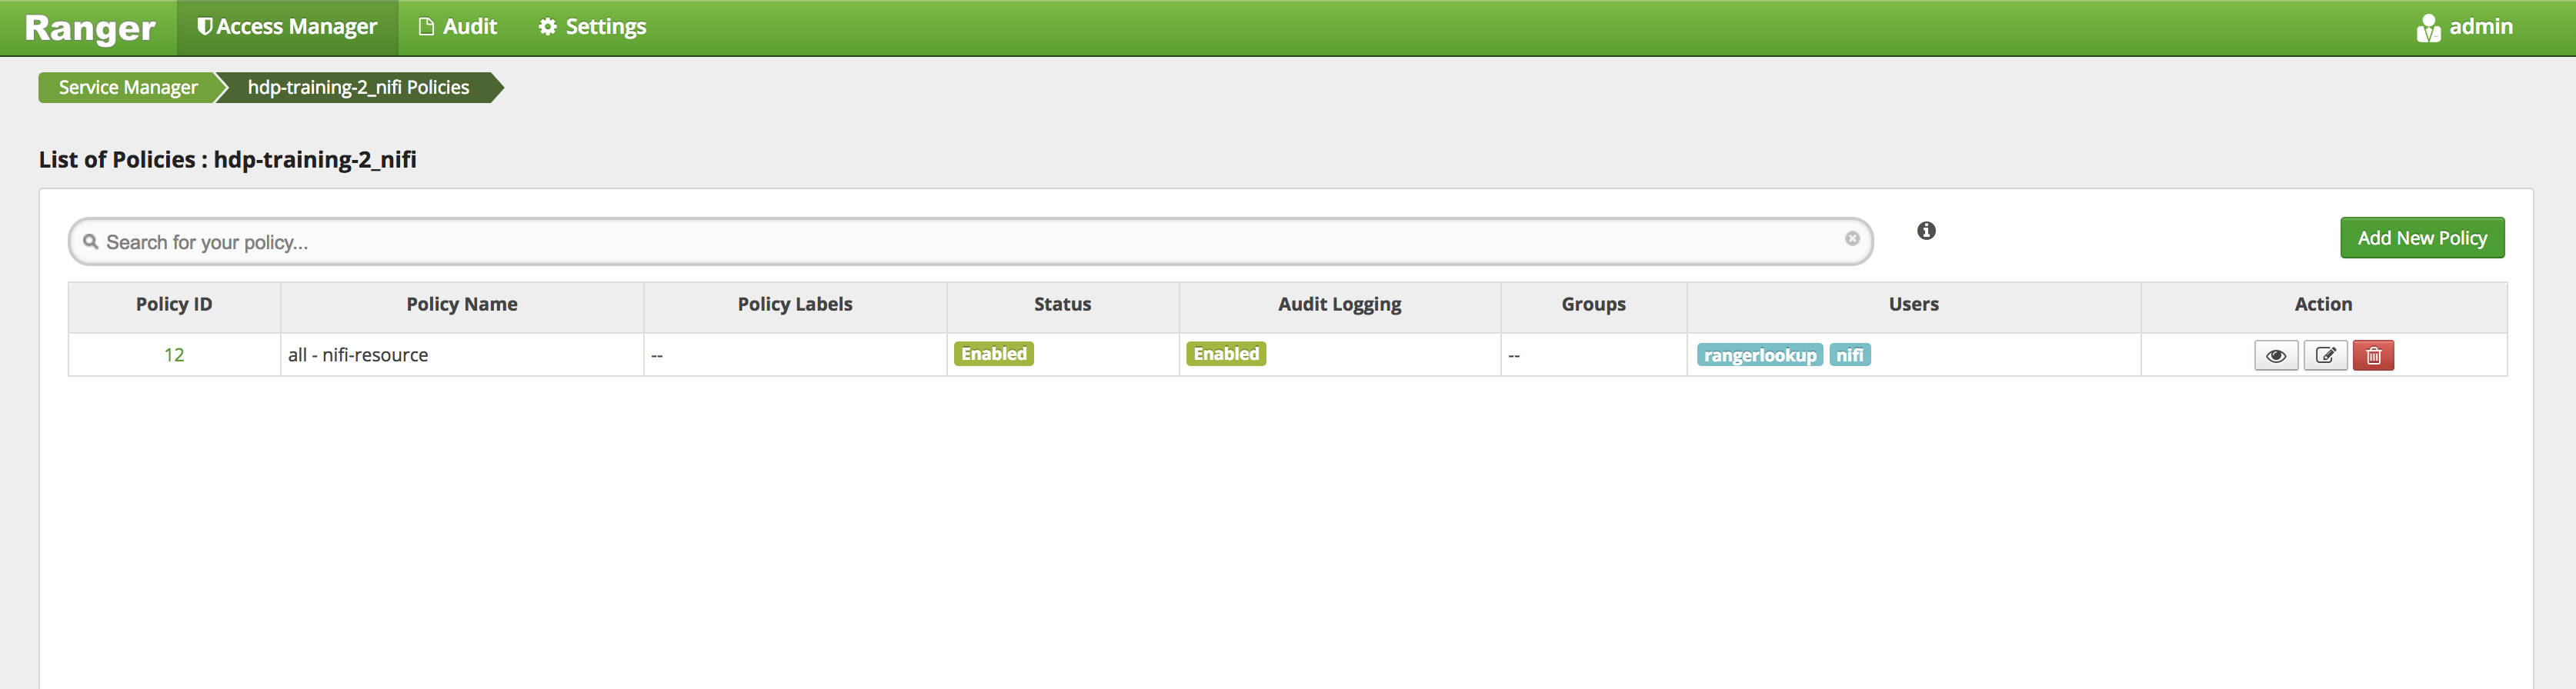 Ranger Access Manager Audit Settings admin
Service Manager hdp-training-2_nifi Policies
List of Policies : hdp-training-2_nifi
Search for your policy... Add New Policy
Policy ID Policy Name Policy Labels Status Audit Logging Groups Users Action
12 all - nifi-resource -- Enabled Enabled -- rangerlookup nifi